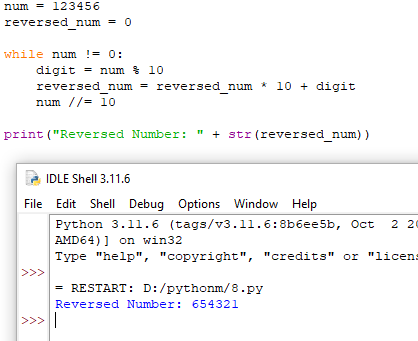 num = 123456
reversed_num = 0
while num != 0:
    digit = num % 10
    reversed_num = reversed_num * 10 + digit
    num //= 10
print("Reversed Number: " + str(reversed_num))
IDLE Shell 3.11.6
File Edit Shell Debug Options Window Help
Python 3.11.6 (tags/v3.11.6:8b6ee5b, Oct  2 20
AMD64)] on win32
Type "help", "copyright", "credits" or "licens
>>>
= RESTART: D:/pythonm/8.py
Reversed Number: 654321
>>>